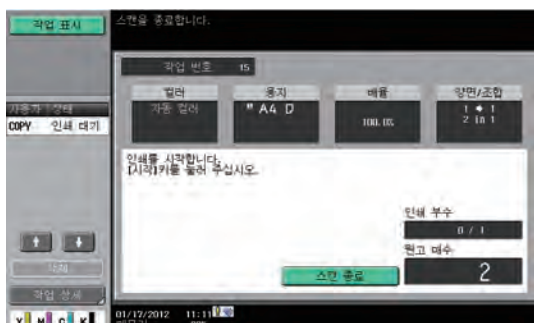 작업 표시
스캔을 종료합니다.
작업 번호 15
컬러 용지 배율 양면/조합
자동 컬러 " A4 D 100.0% 1 ➔ 1
2 in 1
사용자 상태
COPY 인쇄 대기
인쇄를 시작합니다.
[시작]키를 눌러 주십시오.
인쇄 부수
0 / 1
원고 매수
2
스캔 종료
삭제
작업 상세
01/17/2012 11:11
Y M C K